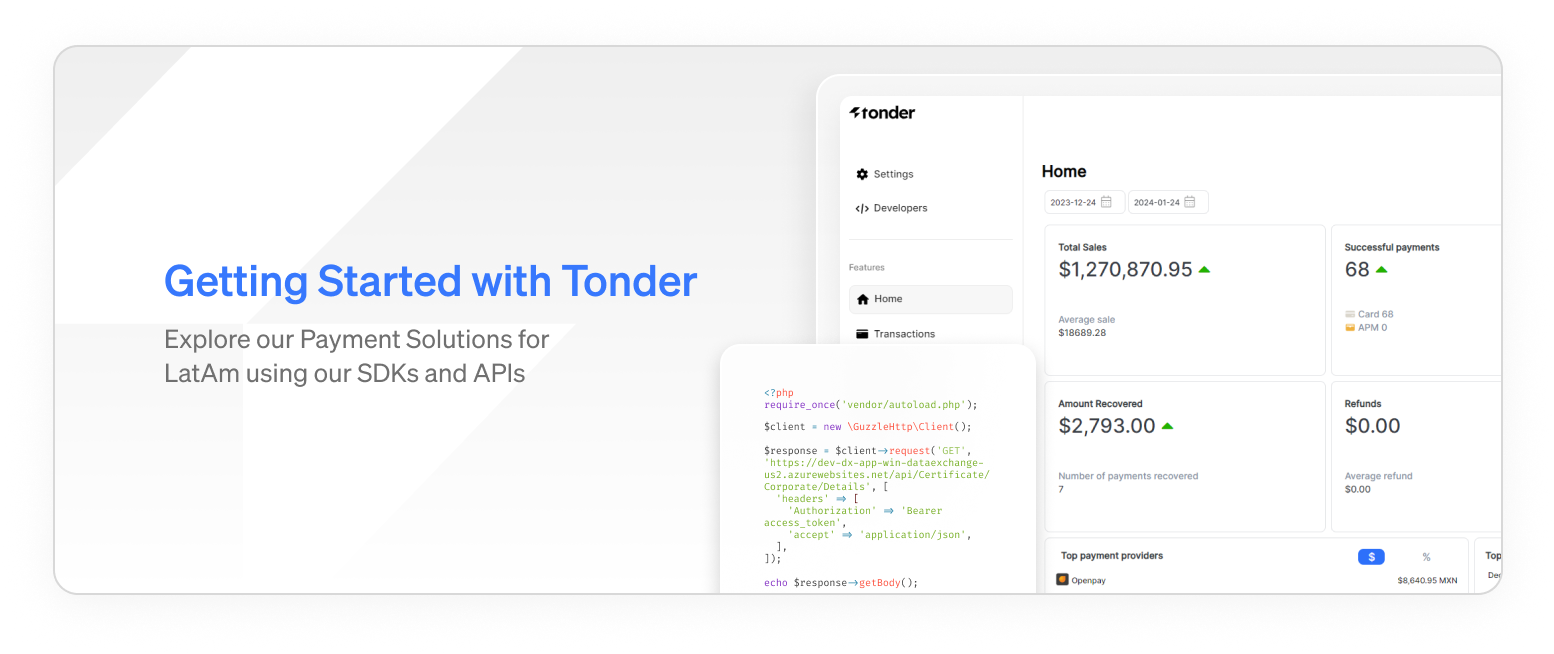 Getting Started with Tonder
Explore our Payment Solutions for
LatAm using our SDKs and APIs
tonder
Settings
Developers
Features
Home
Transactions
Home
2023-12-24
2024-01-24
Total Sales
$1,270,870.95
Average sale
$18689.28
Successful payments
68
Card 68
APM 0
Amount Recovered
$2,793.00
Number of payments recovered
7
Refunds
$0.00
Average refund
$0.00
Top payment providers
$ %
Openpay $8,640.95 MXN
Top
<?php
require_once('vendor/autoload.php');
$client = new \GuzzleHttp\Client();
$response = $client→request('GET',
'https://dev-dx-app-win-dataexchange-
us2.azurewebsites.net/api/Certificate/
Corporate/Details', [
'headers' ⇒ [
'Authorization' ⇒ 'Bearer
access_token',
'accept' ⇒ 'application/json',
],
]);
echo $response→getBody();